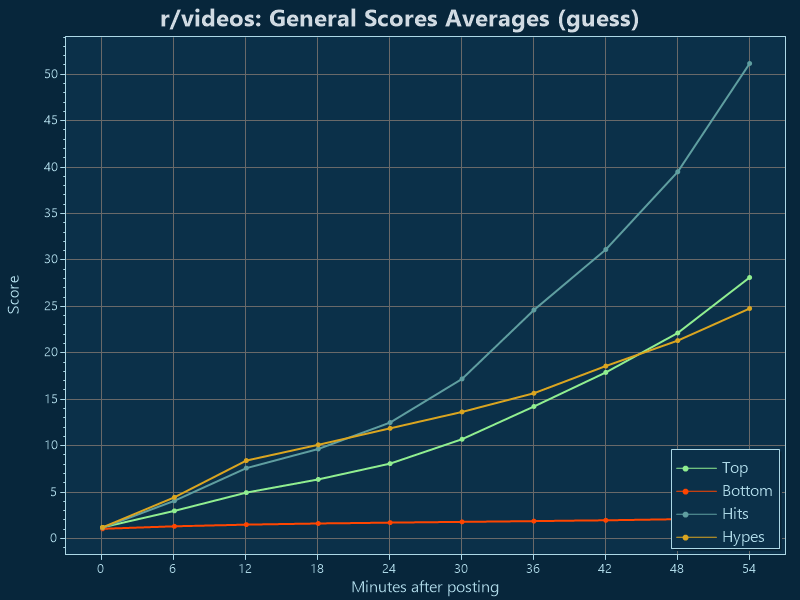 r/videos: General Scores Averages (guess)
50
45
40
35
30
25
20
15
10
5
0
Score
Top
Bottom
Hits
Hypes
0 6 12 18 24 30 36 42 48 54
Minutes after posting